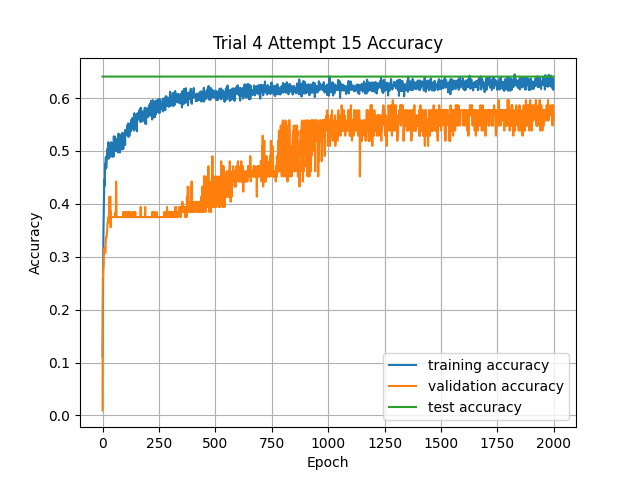 Trial 4 Attempt 15 Accuracy
Accuracy
0.6
0.5
0.4
0.3
0.2
0.1
0.0
training accuracy
validation accuracy
test accuracy
0 250 500 750 1000 1250 1500 1750 2000
Epoch